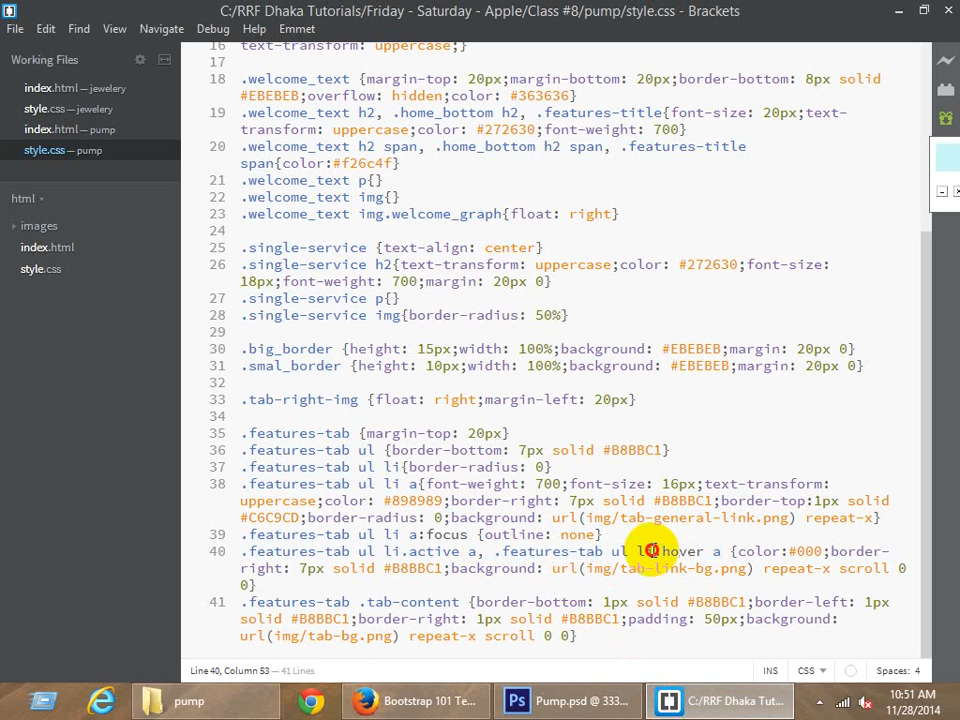 C:/RRF Dhaka Tutorials/Friday - Saturday - Apple/Class #8/pump/style.css - Brackets
File Edit Find View Navigate Debug Help Emmet
Working Files
index.html — jewelery
style.css — jewelery
index.html — pump
style.css — pump
html
images
index.html
style.css
16 text-transform: uppercase;}
17
18 .welcome_text {margin-top: 20px;margin-bottom: 20px;border-bottom: 8px solid
#EBEBEB;overflow: hidden;color: #363636}
19 .welcome_text h2, .home_bottom h2, .features-title{font-size: 20px;text-
transform: uppercase;color: #272630;font-weight: 700}
20 .welcome_text h2 span, .home_bottom h2 span, .features-title
span{color:#f26c4f}
21 .welcome_text p{}
22 .welcome_text img{}
23 .welcome_text img.welcome_graph{float: right}
24
25 .single-service {text-align: center}
26 .single-service h2{text-transform: uppercase;color: #272630;font-size:
18px;font-weight: 700;margin: 20px 0}
27 .single-service p{}
28 .single-service img{border-radius: 50%}
29
30 .big_border {height: 15px;width: 100%;background: #EBEBEB;margin: 20px 0}
31 .smal_border {height: 10px;width: 100%;background: #EBEBEB;margin: 20px 0}
32
33 .tab-right-img {float: right;margin-left: 20px}
34
35 .features-tab {margin-top: 20px}
36 .features-tab ul {border-bottom: 7px solid #B8BBC1}
37 .features-tab ul li{border-radius: 0}
38 .features-tab ul li a{font-weight: 700;font-size: 16px;text-transform:
uppercase;color: #898989;border-right: 7px solid #B8BBC1;border-top:1px solid
#C6C9CD;border-radius: 0;background: url(img/tab-general-link.png) repeat-x}
39 .features-tab ul li a:focus {outline: none}
40 .features-tab ul li.active a, .features-tab ul li:hover a {color:#000;border-
right: 7px solid #B8BBC1;background: url(img/tab-link-bg.png) repeat-x scroll 0
0}
41 .features-tab .tab-content {border-bottom: 1px solid #B8BBC1;border-left: 1px
solid #B8BBC1;border-right: 1px solid #B8BBC1;padding: 50px;background:
url(img/tab-bg.png) repeat-x scroll 0 0}
Line 40, Column 53 — 41 Lines INS CSS Spaces: 4
pump Bootstrap 101 Te... Pump.psd @ 333... C:/RRF Dhaka Tut...
10:51 AM
11/28/2014